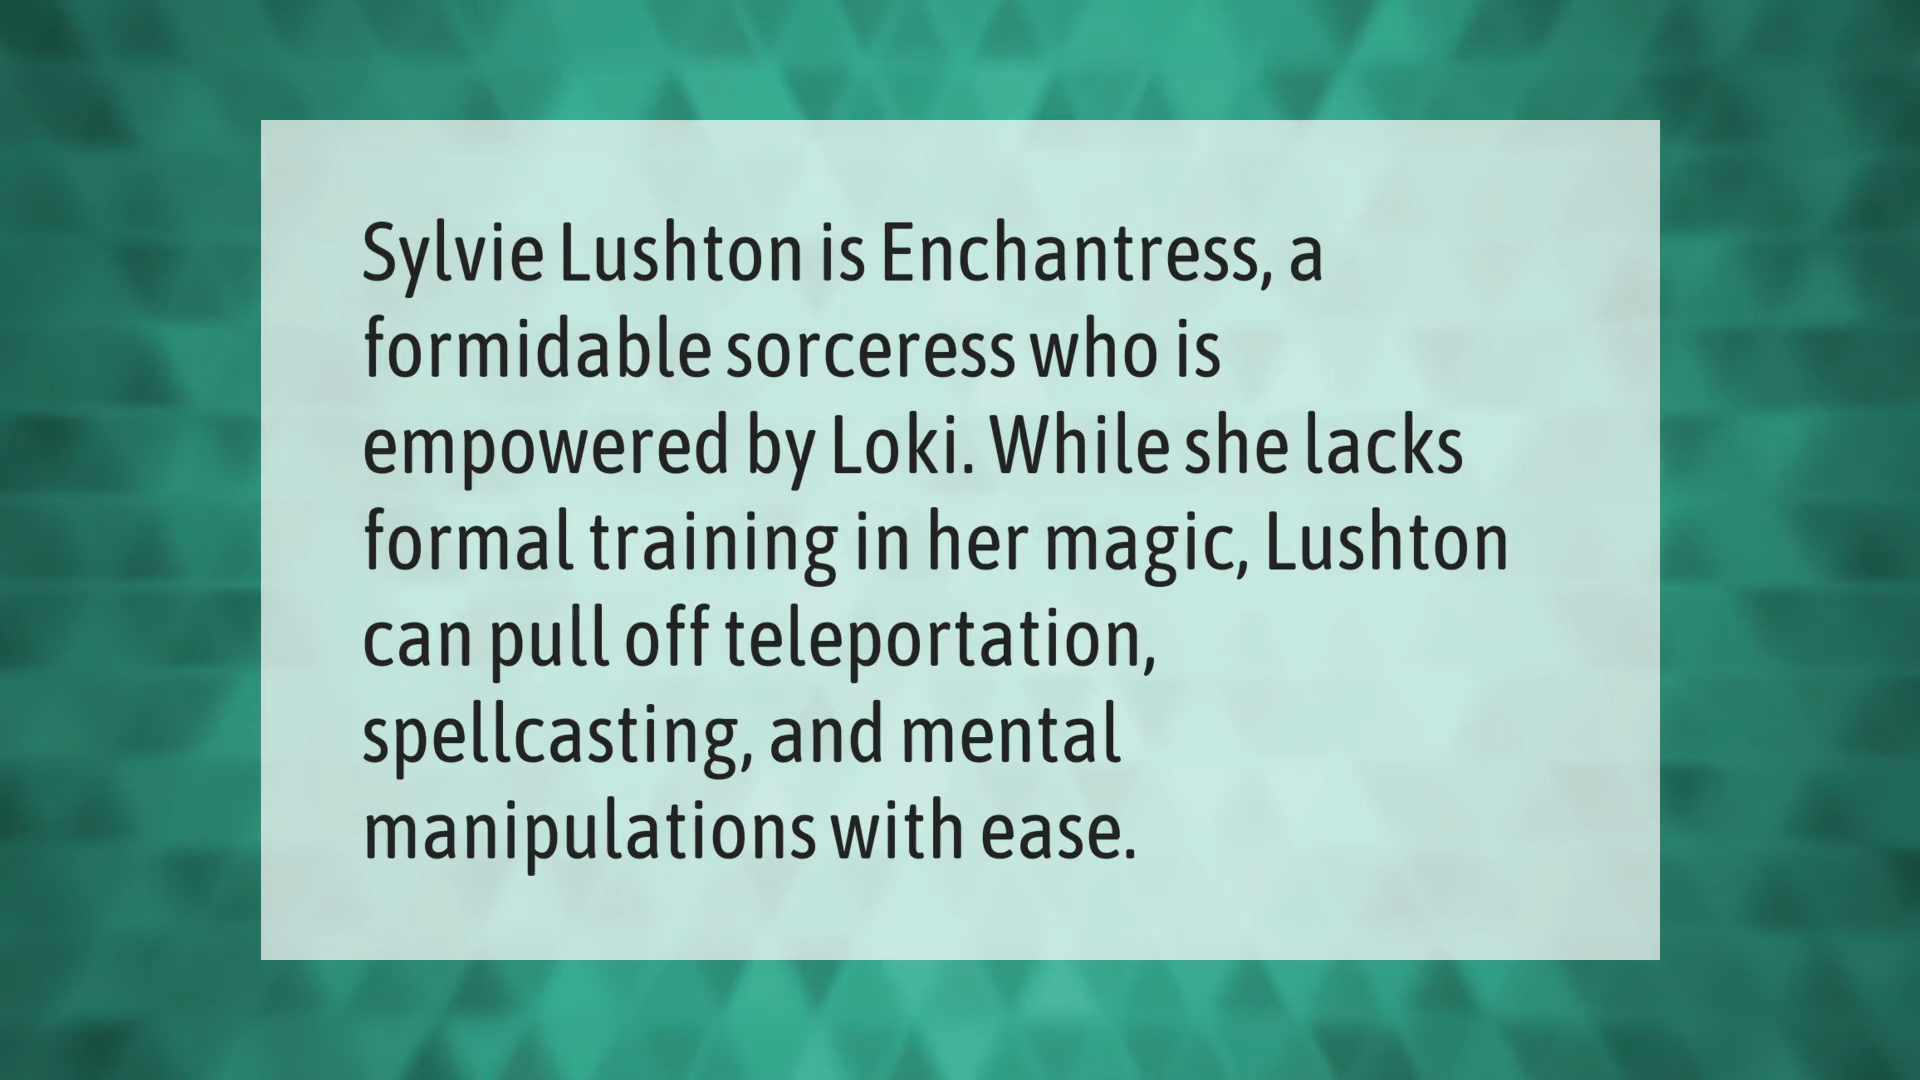 Sylvie Lushton is Enchantress, a
formidable sorceress who is
empowered by Loki. While she lacks
formal training in her magic, Lushton
can pull off teleportation,
spellcasting, and mental
manipulations with ease.